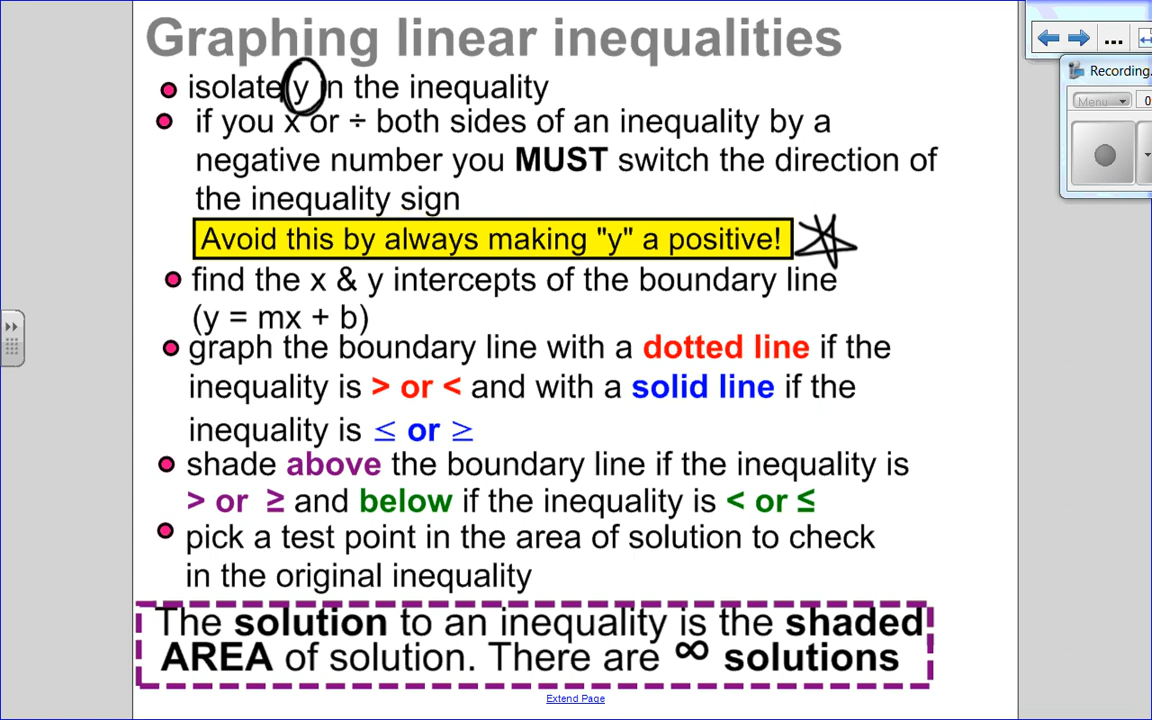 Graphing linear inequalities
isolate y in the inequality
if you x or ÷ both sides of an inequality by a
negative number you MUST switch the direction of
the inequality sign
Avoid this by always making "y" a positive!
find the x & y intercepts of the boundary line
(y = mx + b)
graph the boundary line with a dotted line if the
inequality is > or < and with a solid line if the
inequality is ≤ or ≥
shade above the boundary line if the inequality is
> or ≥ and below if the inequality is < or ≤
pick a test point in the area of solution to check
in the original inequality
The solution to an inequality is the shaded
AREA of solution. There are ∞ solutions
Extend Page
...
Recording.
Menu
0